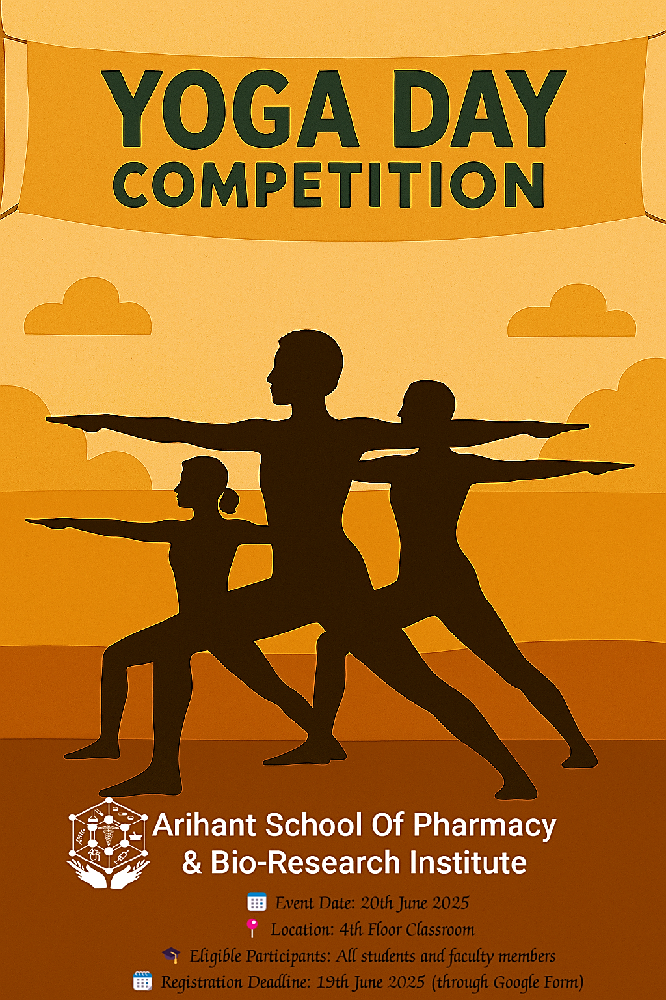 YOGA DAY
COMPETITION
Arihant School Of Pharmacy
& Bio-Research Institute
Event Date: 20th June 2025
Location: 4th Floor Classroom
Eligible Participants: All students and faculty members
Registration Deadline: 19th June 2025 (through Google Form)